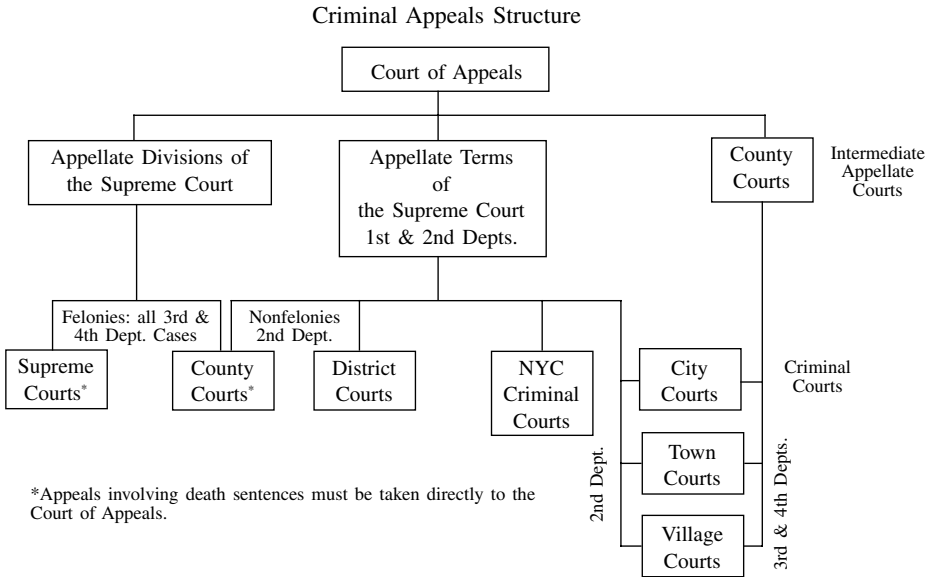 Criminal Appeals Structure
Court of Appeals
Appellate Divisions of
the Supreme Court
Appellate Terms
of
the Supreme Court
1st & 2nd Depts.
County
Courts
Intermediate
Appellate
Courts
Felonies: all 3rd &
4th Dept. Cases
Nonfelonies
2nd Dept.
Supreme
Courts*
County
Courts*
District
Courts
NYC
Criminal
Courts
City
Courts
Criminal
Courts
Town
Courts
Village
Courts
2nd Dept.
3rd & 4th Depts.
*Appeals involving death sentences must be taken directly to the
Court of Appeals.